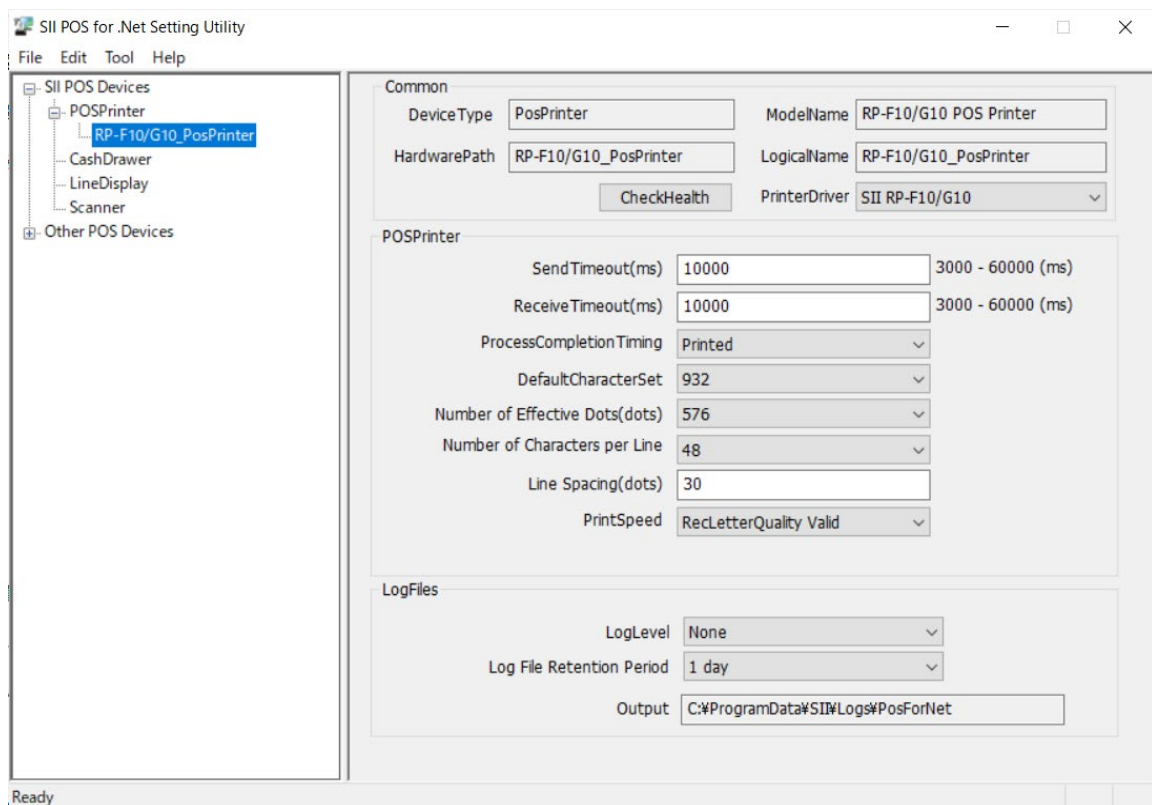 SII POS for .Net Setting Utility
File Edit Tool Help
SII POS Devices
POSPrinter
RP-F10/G10_PosPrinter
CashDrawer
LineDisplay
Scanner
Other POS Devices
Common
DeviceType PosPrinter ModelName RP-F10/G10 POS Printer
HardwarePath RP-F10/G10_PosPrinter LogicalName RP-F10/G10_PosPrinter
CheckHealth PrinterDriver SII RP-F10/G10
POSPrinter
SendTimeout(ms) 10000 3000 - 60000 (ms)
ReceiveTimeout(ms) 10000 3000 - 60000 (ms)
ProcessCompletionTiming Printed
DefaultCharacterSet 932
Number of Effective Dots(dots) 576
Number of Characters per Line 48
Line Spacing(dots) 30
PrintSpeed RecLetterQuality Valid
LogFiles
LogLevel None
Log File Retention Period 1 day
Output C:¥ProgramData¥SII¥Logs¥PosForNet
Ready